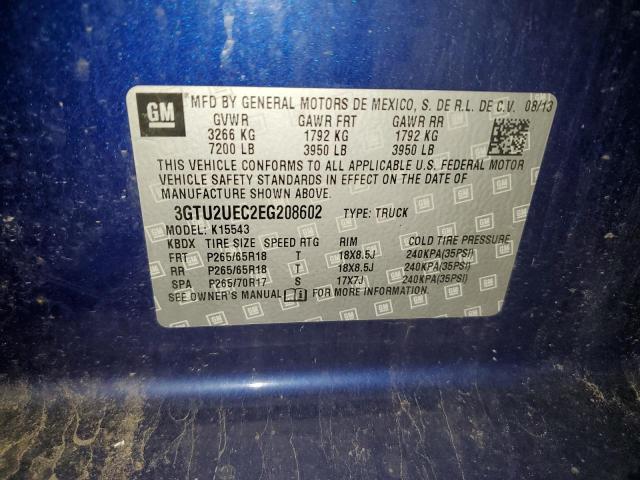 GM
MFD BY GENERAL MOTORS DE MEXICO, S. DE R.L. DE C.V. 08/13
GVWR GAWR FRT GAWR RR
3266 KG 1792 KG 1792 KG
7200 LB 3950 LB 3950 LB
THIS VEHICLE CONFORMS TO ALL APPLICABLE U.S. FEDERAL MOTOR
VEHICLE SAFETY STANDARDS IN EFFECT ON THE DATE OF
MANUFACTURE SHOWN ABOVE.
3GTU2UEC2EG208602 TYPE: TRUCK
MODEL: K15543
KBDX TIRE SIZE SPEED RTG RIM COLD TIRE PRESSURE
FRT P265/65R18 T 18X8.5J 240KPA(35PSI)
RR P265/65R18 T 18X8.5J 240KPA(35PSI)
SPA P265/70R17 S 17X7J 240KPA(35PSI)
SEE OWNER'S MANUAL FOR MORE INFORMATION.